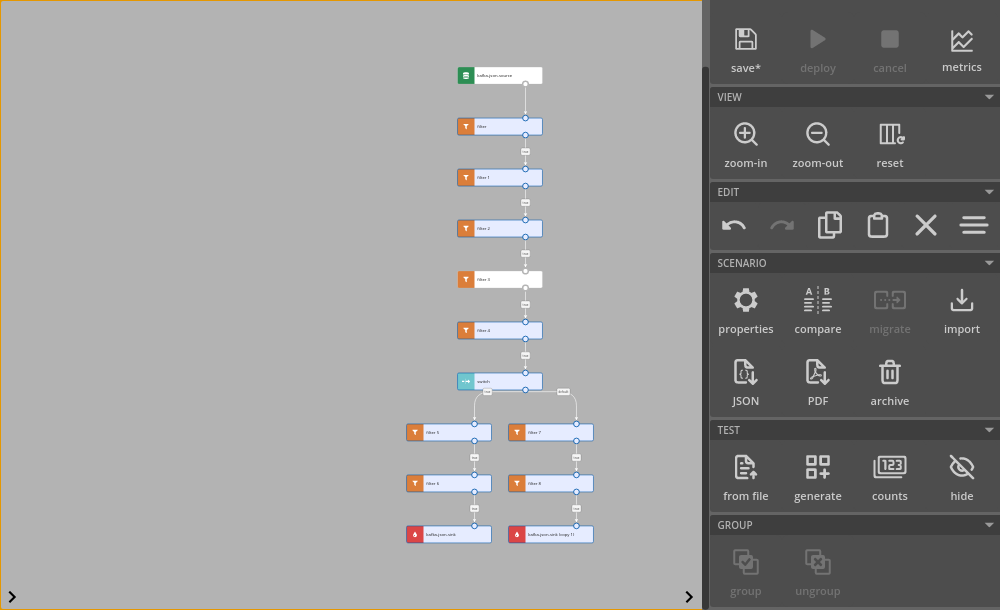 save*
deploy
cancel
metrics
VIEW
zoom-in
zoom-out
reset
EDIT
SCENARIO
A B
properties
compare
migrate
import
JSON
PDF
archive
TEST
123
from file
generate
counts
hide
GROUP
group
ungroup
kafka-json-source
filter
true
filter 1
true
filter 2
true
filter 3
true
filter 4
true
switch
true
default
filter 5
filter 7
true
true
filter 6
filter 8
true
true
kafka-json-sink
kafka-json-sink (copy 1)